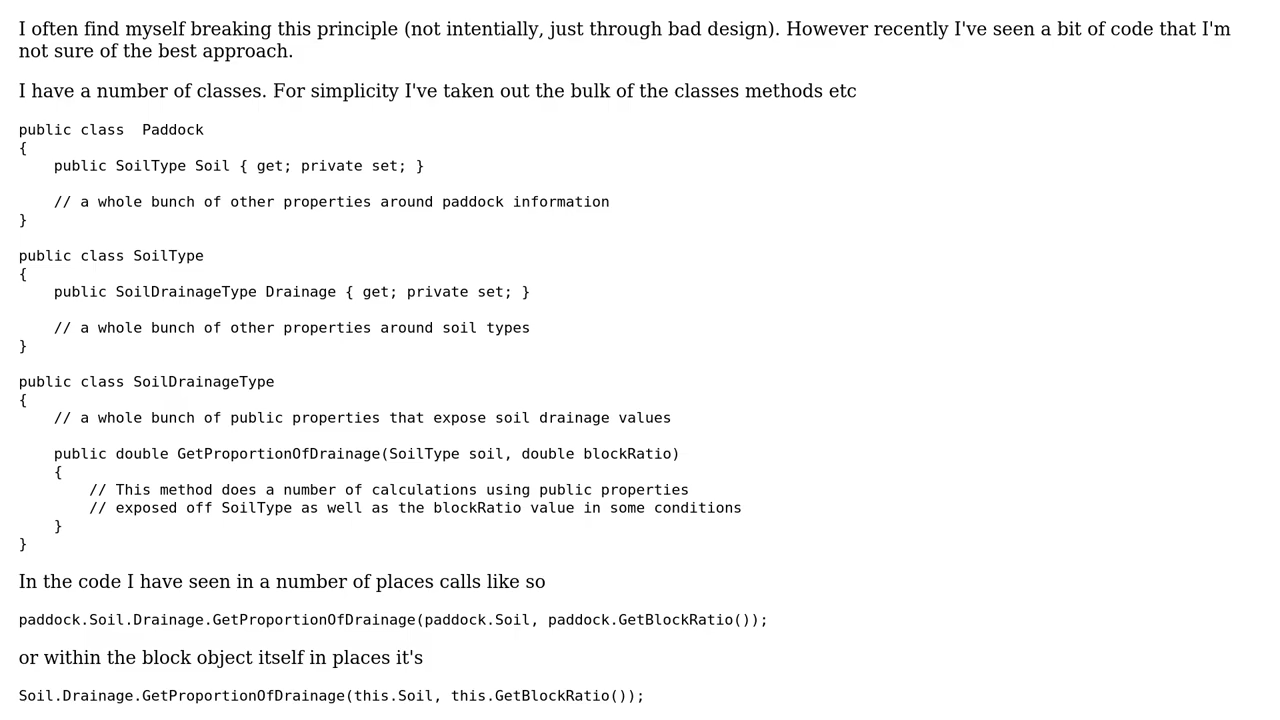 I often find myself breaking this principle (not intentially, just through bad design). However recently I've seen a bit of code that I'm
not sure of the best approach.
I have a number of classes. For simplicity I've taken out the bulk of the classes methods etc
public class  Paddock
{
    public SoilType Soil { get; private set; }
    // a whole bunch of other properties around paddock information
}
public class SoilType
{
    public SoilDrainageType Drainage { get; private set; }
    // a whole bunch of other properties around soil types
}
public class SoilDrainageType
{
    // a whole bunch of public properties that expose soil drainage values
    public double GetProportionOfDrainage(SoilType soil, double blockRatio)
    {
        // This method does a number of calculations using public properties
        // exposed off SoilType as well as the blockRatio value in some conditions
    }
}
In the code I have seen in a number of places calls like so
paddock.Soil.Drainage.GetProportionOfDrainage(paddock.Soil, paddock.GetBlockRatio());
or within the block object itself in places it's
Soil.Drainage.GetProportionOfDrainage(this.Soil, this.GetBlockRatio());